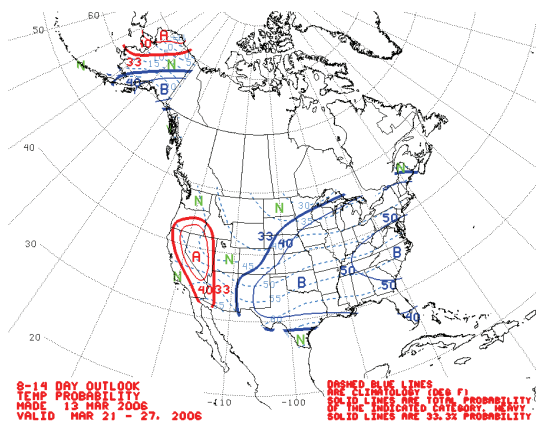 60
50
40
30
20
A
40
33
N
N
40
B
N
N
N
N
30
35
33
40
45
N
A
N
50
50
50
55
B
B
50
40 33
40
N
8-14 DAY OUTLOOK
TEMP PROBABILITY
MADE 13 MAR 2006
VALID MAR 21 - 27, 2006
-110
-100
DASHED BLUE LINES
ARE CLIMATOLOGY (DEG F)
SOLID LINES ARE TOTAL PROBABILITY
OF THE INDICATED CATEGORY. HEAVY
SOLID LINES ARE 33.3% PROBABILITY